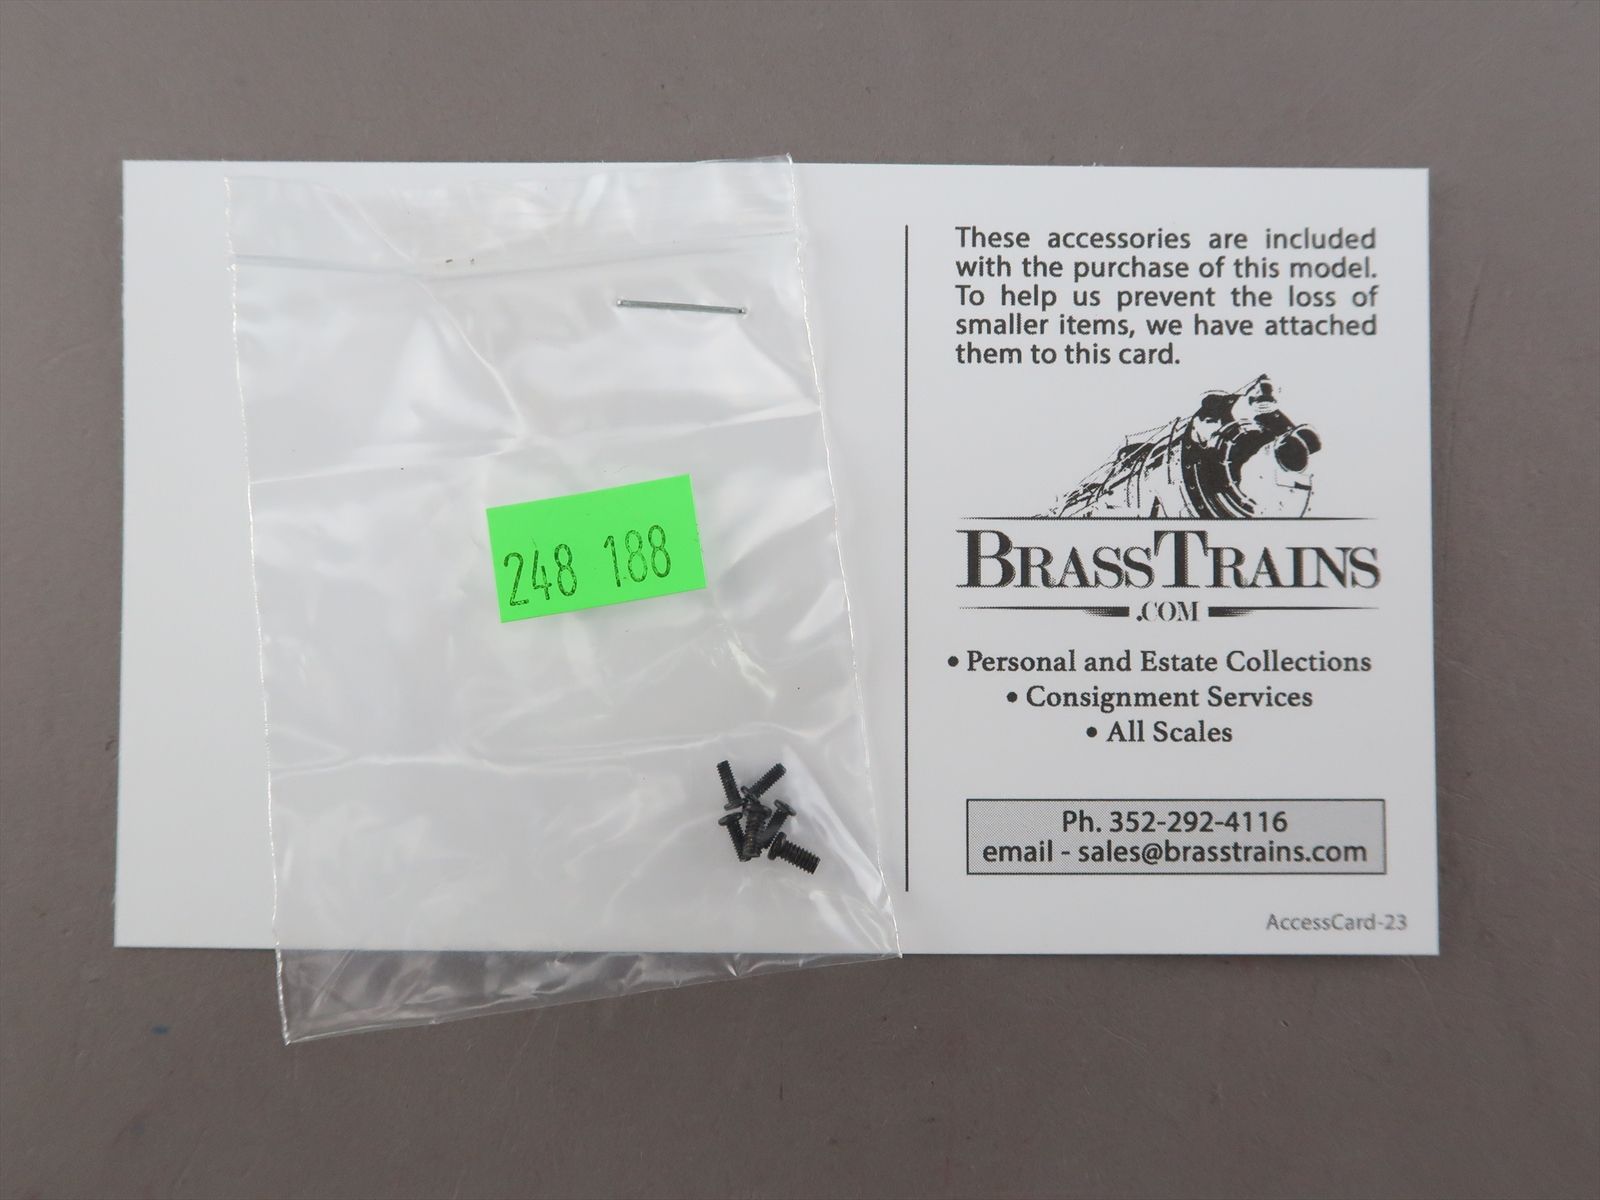 248 188
These accessories are included
with the purchase of this model.
To help us prevent the loss of
smaller items, we have attached
them to this card.
BRASSTRAINS
.COM
• Personal and Estate Collections
• Consignment Services
• All Scales
Ph. 352-292-4116
email - sales@brasstrains.com
AccessCard-23